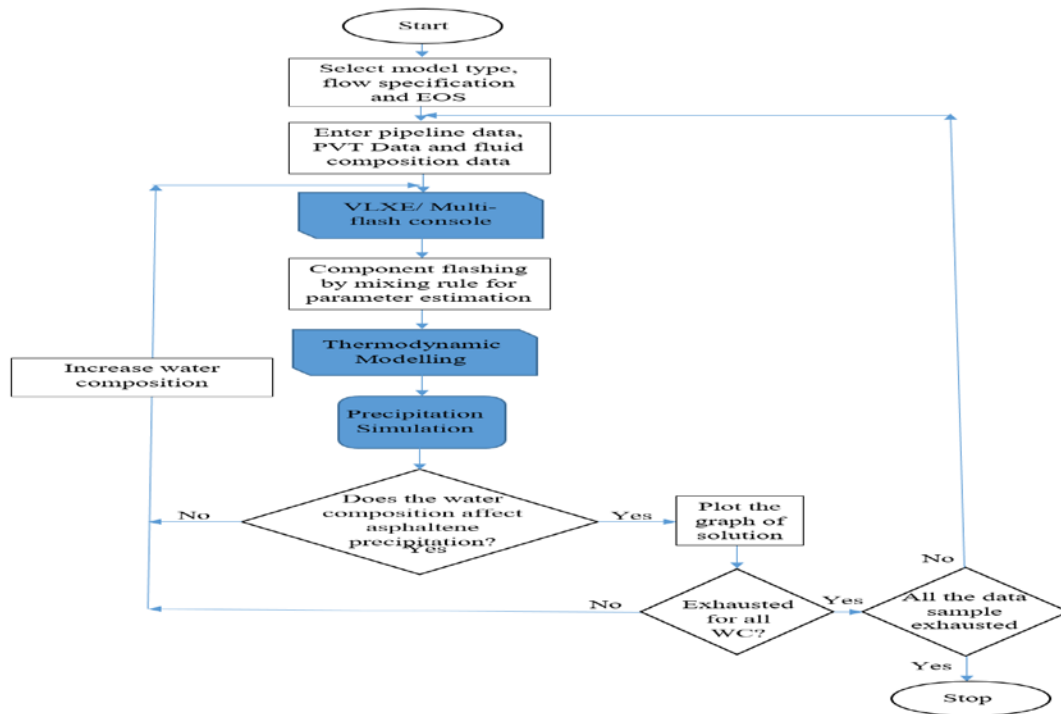 Start
Select model type,
flow specification
and EOS
Enter pipeline data,
PVT Data and fluid
composition data
VLXE/ Multi-
flash console
Component flashing
by mixing rule for
parameter estimation
Thermodynamic
Modelling
Increase water
composition
Precipitation
Simulation
Does the water
composition affect
asphaltene
precipitation?
Yes
No
Yes
Plot the
graph of
solution
Exhausted
for all
WC?
No
Yes
All the data
sample
exhausted
No
Yes
Stop